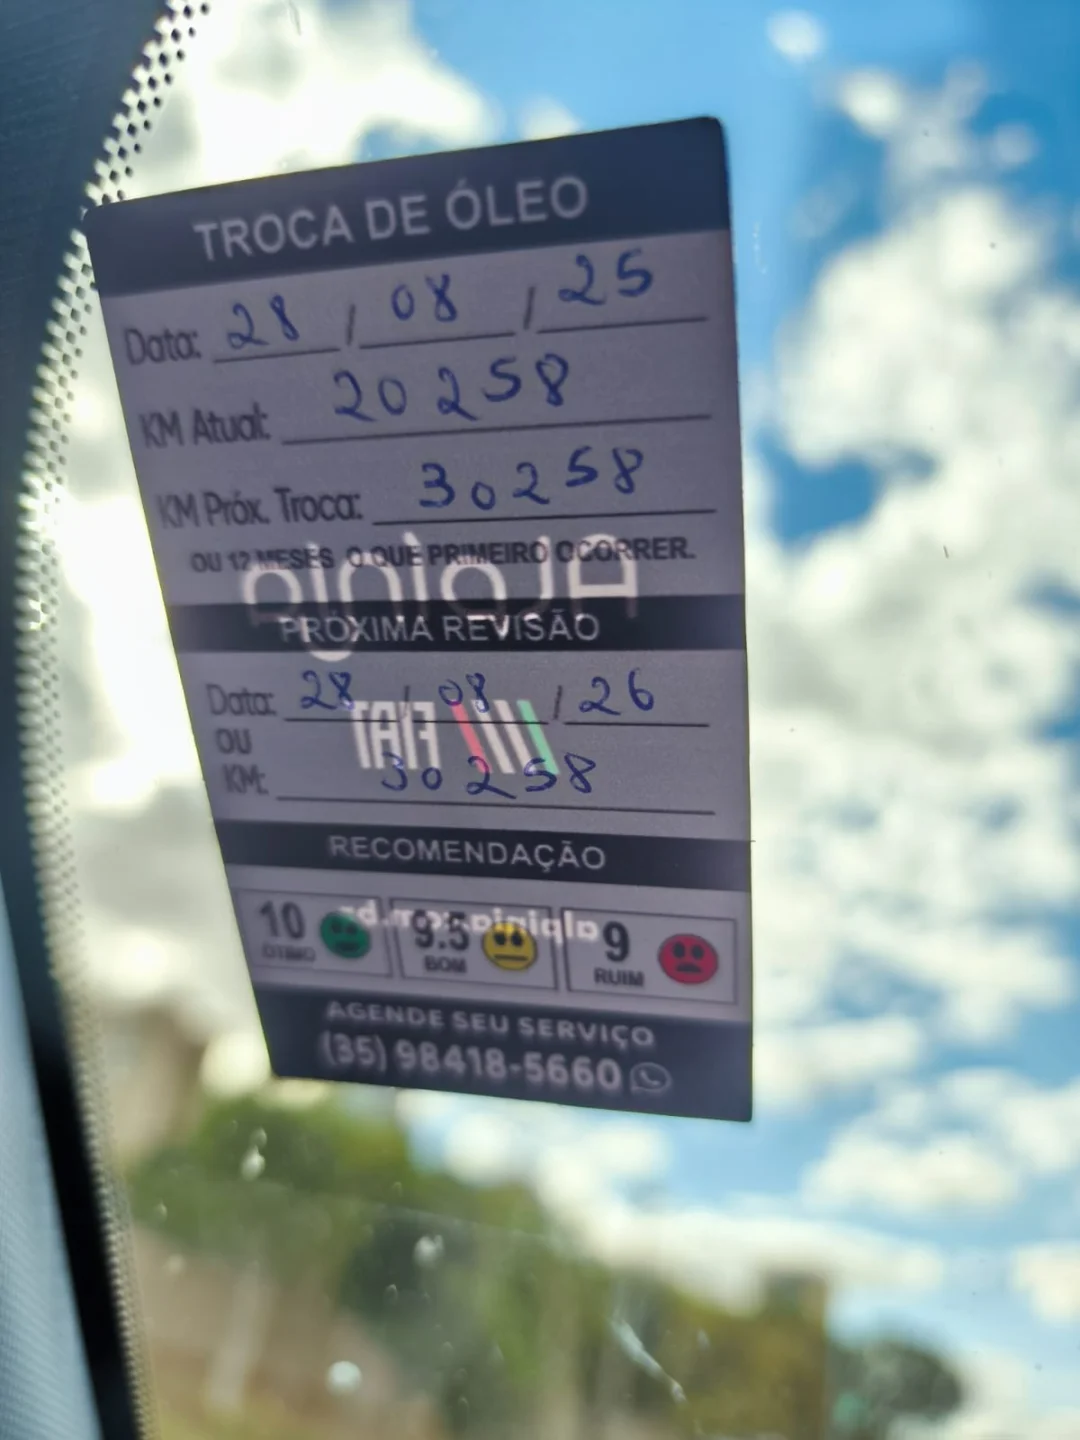 TROCA DE ÓLEO
Data: 28 / 08 / 25
KM Atual: 20258
KM Próx. Troca: 30258
OU 12 MESES, O QUE PRIMEIRO OCORRER.
PRÓXIMA REVISÃO
Data: 28 / 08 / 26
OU
KM: 30258
FIAT
RECOMENDAÇÃO
10 9.5 9
ÓTIMO BOM RUIM
AGENDE SEU SERVIÇO
(35) 98418-5660